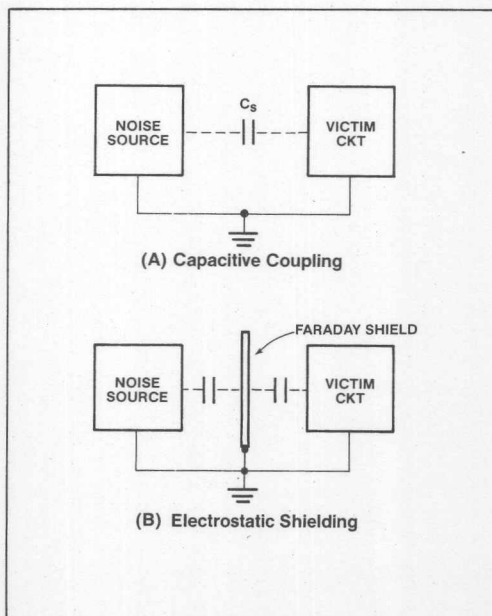 Cs
NOISE
SOURCE
VICTIM
CKT
(A) Capacitive Coupling
FARADAY SHIELD
NOISE
SOURCE
VICTIM
CKT
(B) Electrostatic Shielding